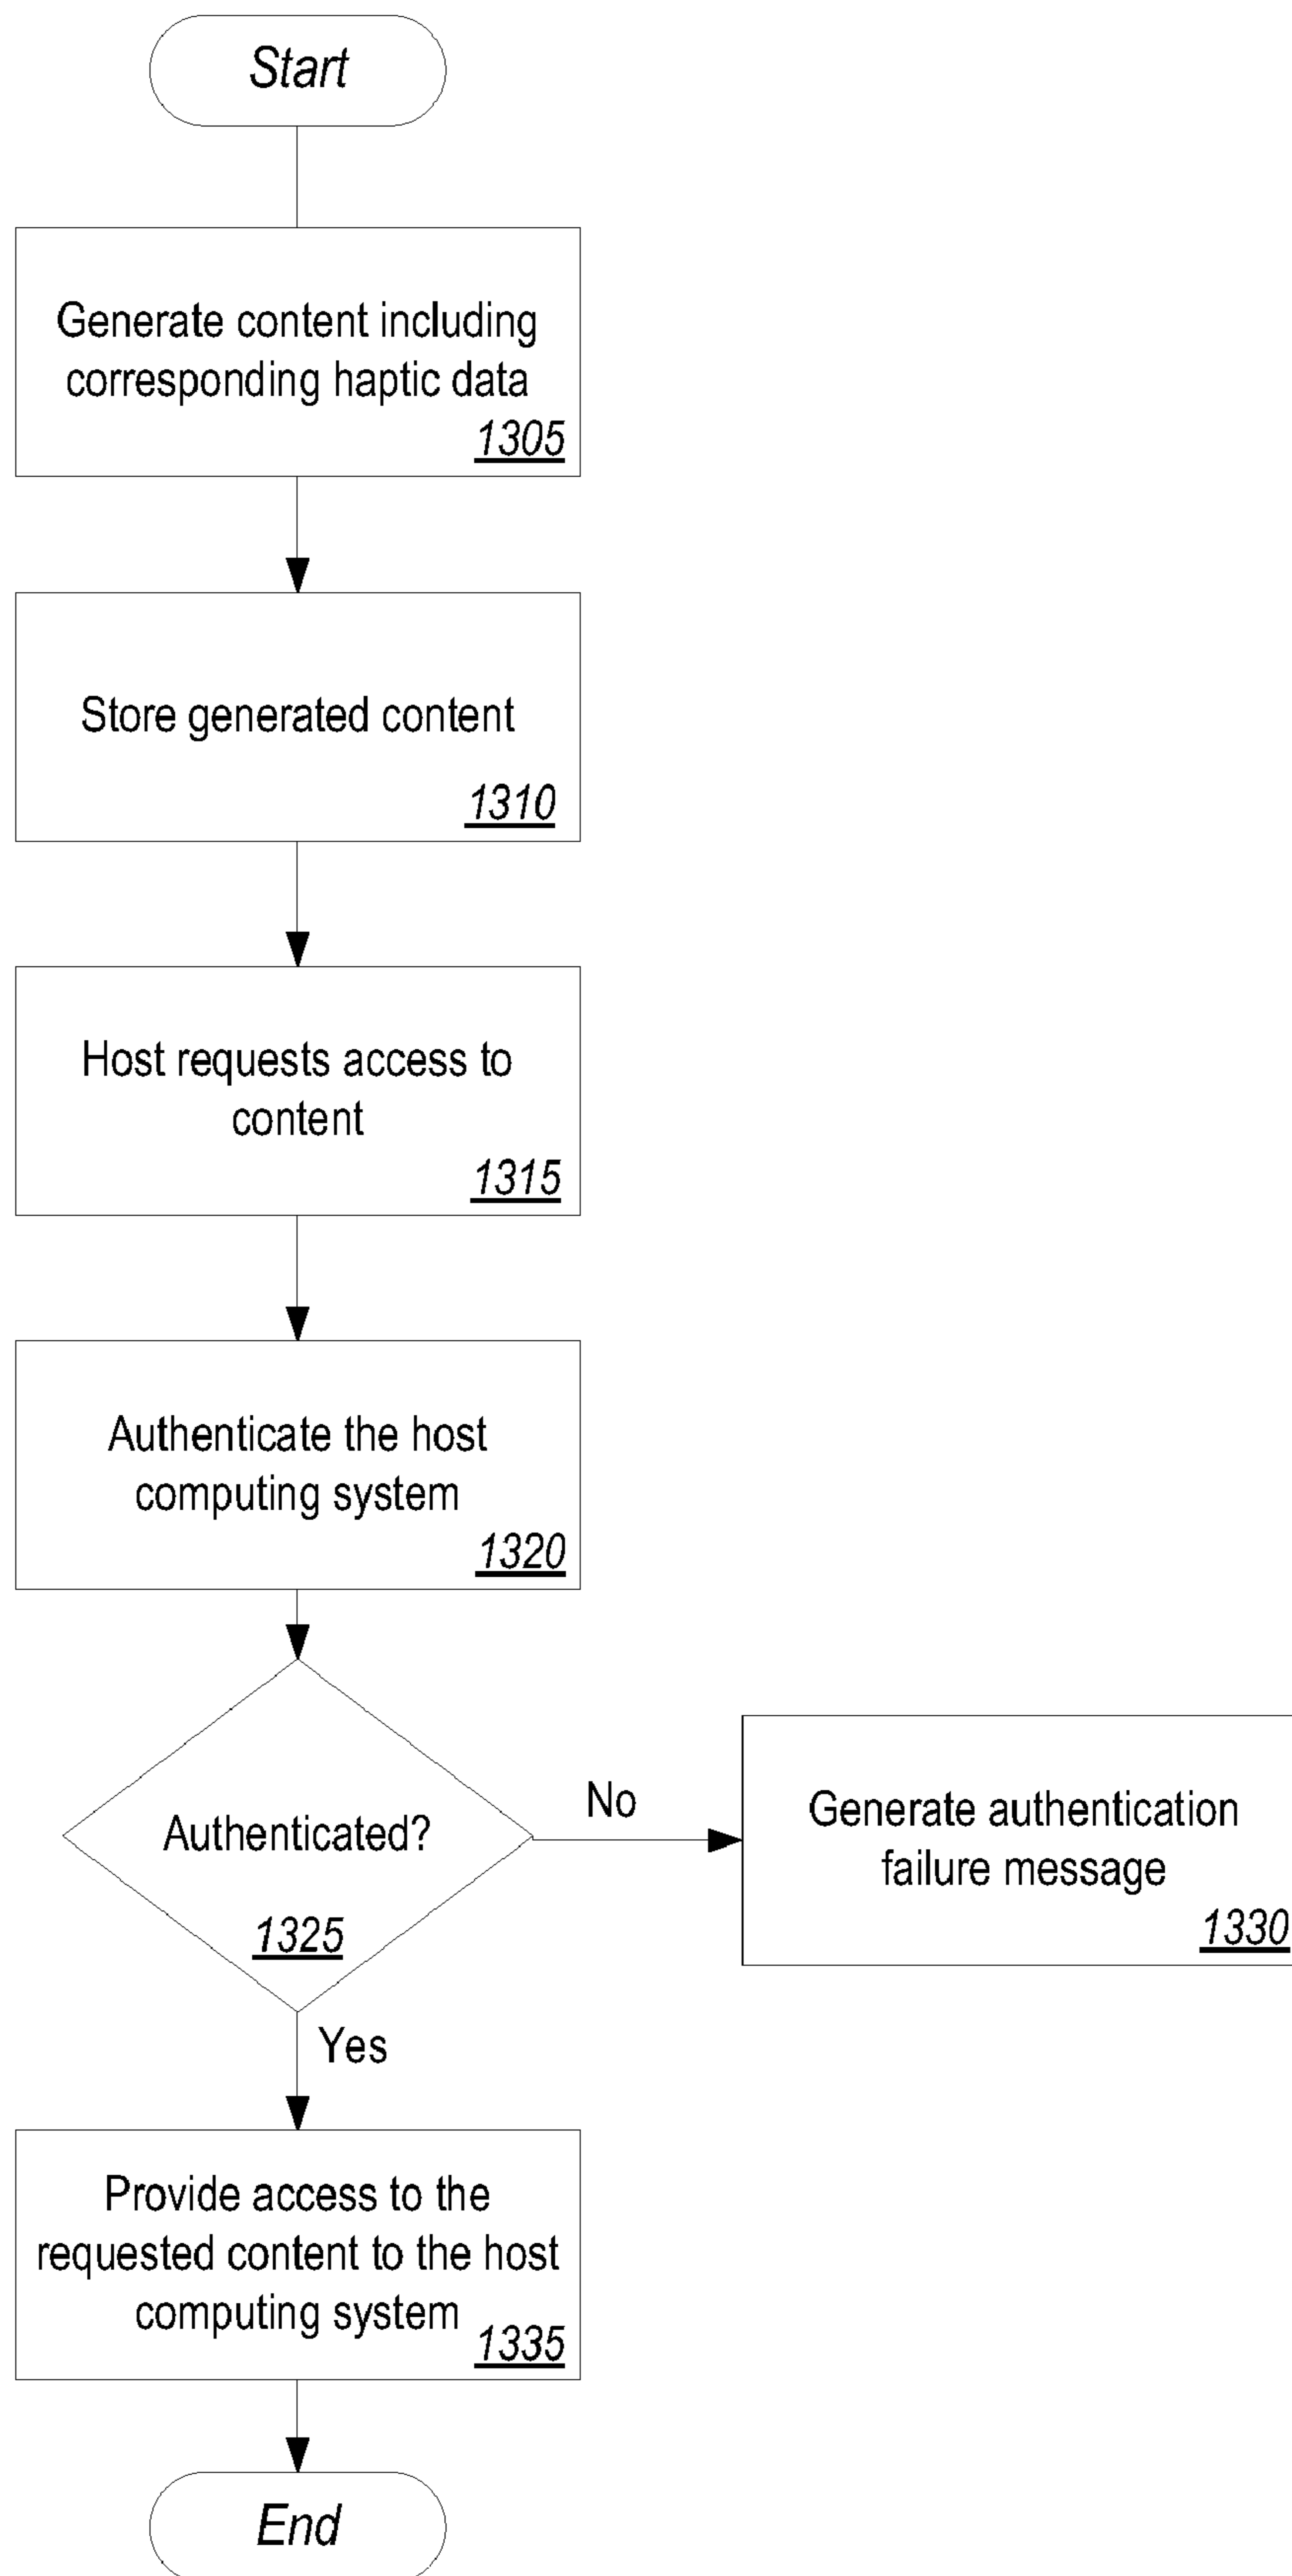 Start
Generate content including
corresponding haptic data
1305
Store generated content
1310
Host requests access to
content
1315
Authenticate the host
computing system
1320
Authenticated?
1325
No
Generate authentication
failure message
1330
Yes
Provide access to the
requested content to the host
computing system
1335
End